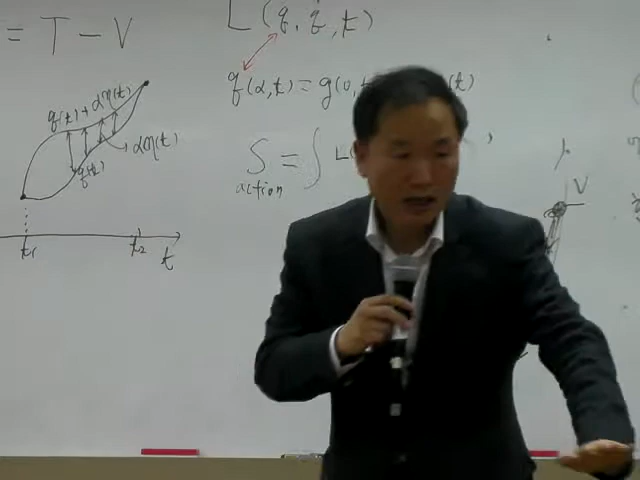 = T - V
L(q, q̇, t)
q(α,t) = q(0, t
(t)
q(t) + αη(t)
αη(t)
q(t)
S = ∫ L(
action
V
t₁
t₂
t